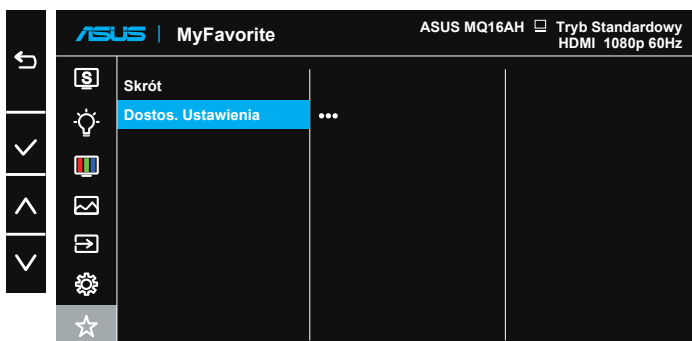 ASUS | MyFavorite
ASUS MQ16AH Tryb Standardowy
HDMI 1080p 60Hz
S
Skrót
Dostos. Ustawienia •••